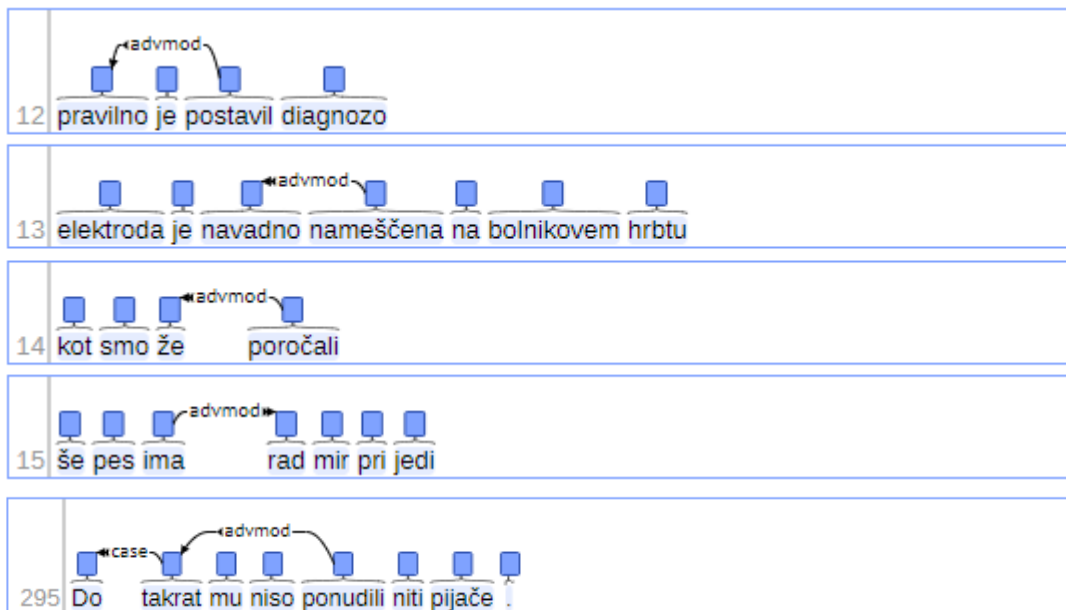 advmod
12 pravilno je postavil diagnozo
advmod
13 elektroda je navadno nameščena na bolnikovem hrbtu
advmod
14 kot smo že poročali
advmod
15 še pes ima rad mir pri jedi
advmod
case
295 Do takrat mu niso ponudili niti pijače .